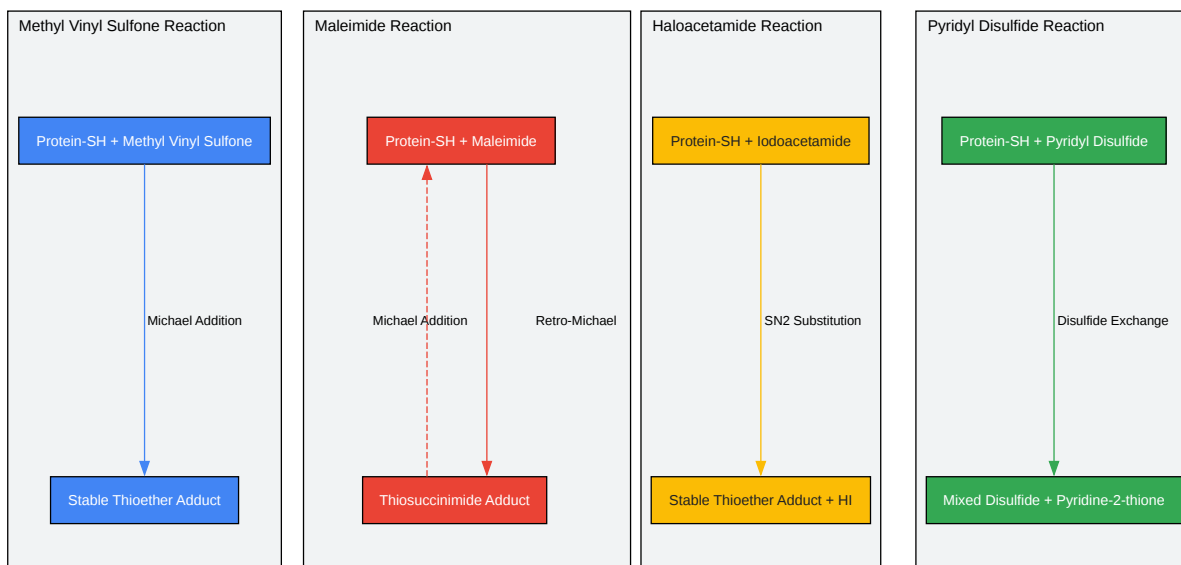 Methyl Vinyl Sulfone Reaction
Protein-SH + Methyl Vinyl Sulfone
Michael Addition
Stable Thioether Adduct
Maleimide Reaction
Protein-SH + Maleimide
Michael Addition
Retro-Michael
Thiosuccinimide Adduct
Haloacetamide Reaction
Protein-SH + Iodoacetamide
SN2 Substitution
Stable Thioether Adduct + HI
Pyridyl Disulfide Reaction
Protein-SH + Pyridyl Disulfide
Disulfide Exchange
Mixed Disulfide + Pyridine-2-thione